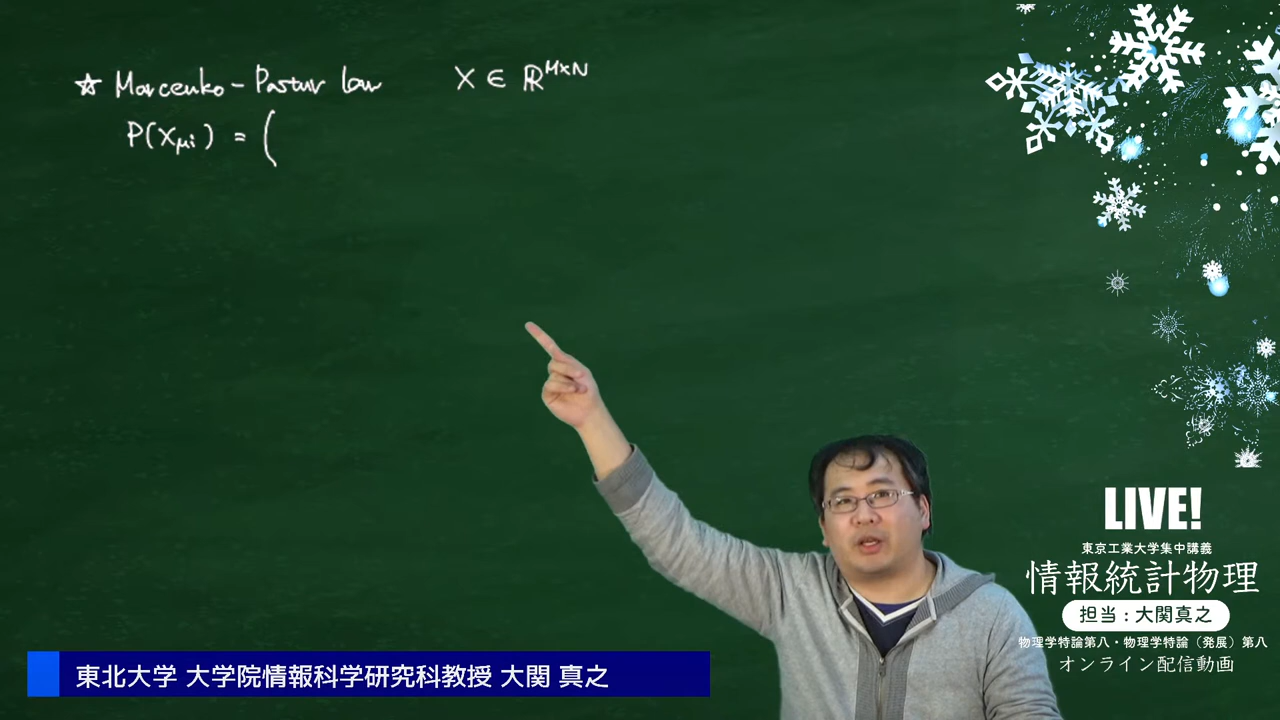 ☆ Marcenko-Pastur law X ∈ ℝ^{M×N}
P(X_{μi}) = (
LIVE!
東京工業大学集中講義
情報統計物理
担当：大関真之
物理学特論第八・物理学特論（発展）第八
オンライン配信動画
東北大学 大学院情報科学研究科教授 大関 真之